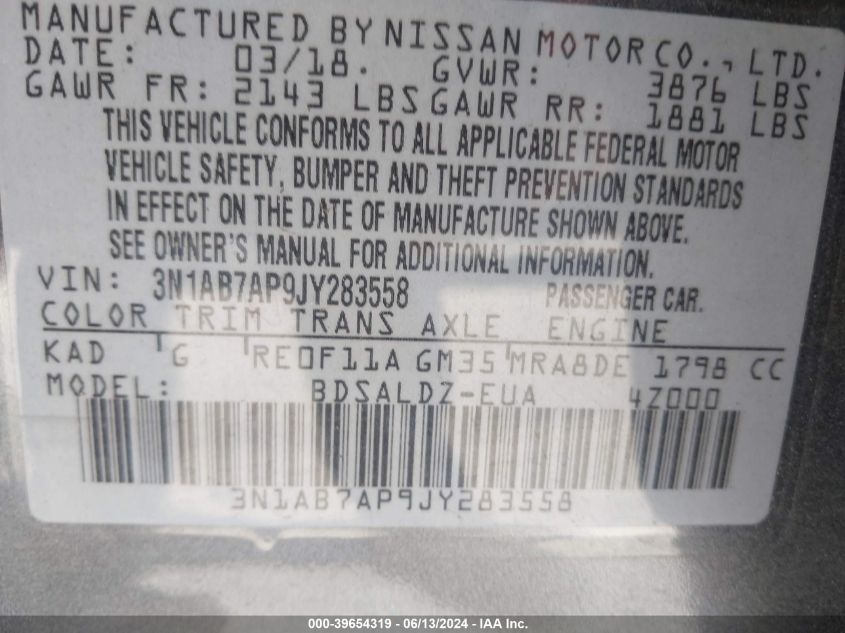 MANUFACTURED BY NISSAN MOTOR CO., LTD.
DATE: 03/18. GVWR: 3876 LBS
GAWR FR: 2143 LBS GAWR RR: 1881 LBS
THIS VEHICLE CONFORMS TO ALL APPLICABLE FEDERAL MOTOR
VEHICLE SAFETY, BUMPER AND THEFT PREVENTION STANDARDS
IN EFFECT ON THE DATE OF MANUFACTURE SHOWN ABOVE.
SEE OWNER'S MANUAL FOR ADDITIONAL INFORMATION.
VIN: 3N1AB7AP9JY283558 PASSENGER CAR.
COLOR TRIM TRANS AXLE ENGINE
KAD G RE0F11A GM35 MRA8DE 1798 CC
MODEL: BDSALDZ-EUA 4Z000
3N1AB7AP9JY283558
000-39654319 - 06/13/2024 - IAA Inc.